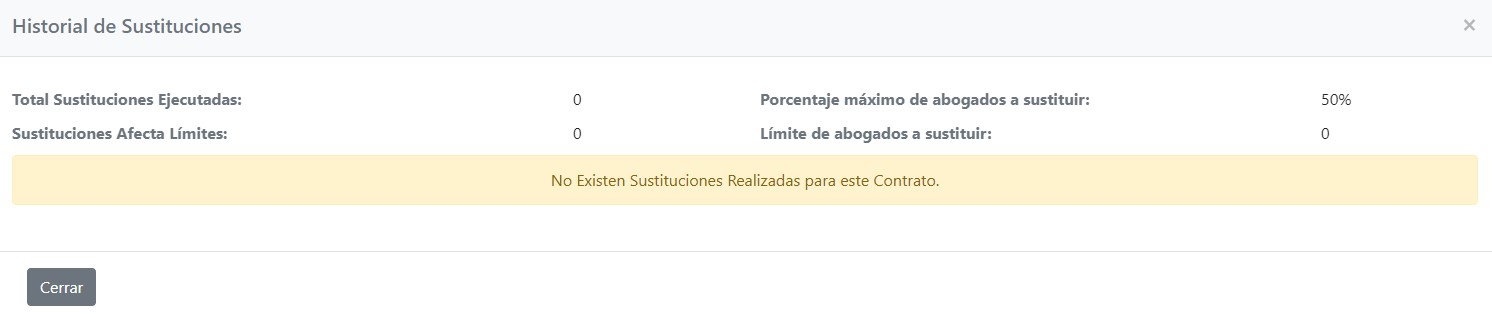 Historial de Sustituciones ×
Total Sustituciones Ejecutadas: 0 Porcentaje máximo de abogados a sustituir: 50%
Sustituciones Afecta Límites: 0 Límite de abogados a sustituir: 0
No Existen Sustituciones Realizadas para este Contrato.
Cerrar